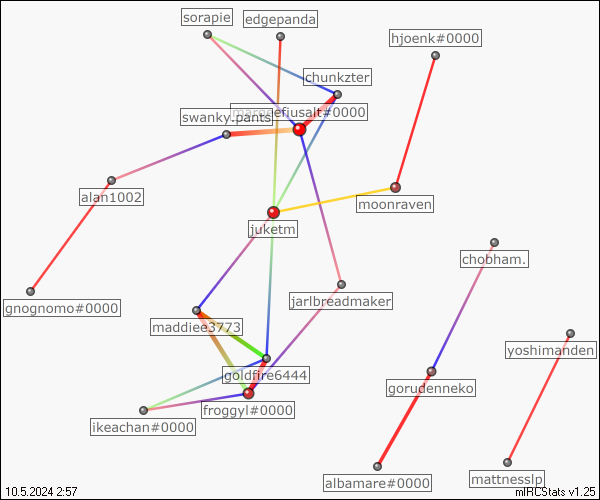 sorapie
edgepanda
hjoenk#0000
chunkzter
#0000
swanky.pants
alan1002
moonraven
juketm
chobham.
gnognomo#0000
jarlbreadmaker
maddiee3773
yoshimanden
goldfire6444
gorudenneko
froggyl#0000
ikeachan#0000
albamare#0000
mattnesslp
10.5.2024 2:57
mIRCStats v1.25